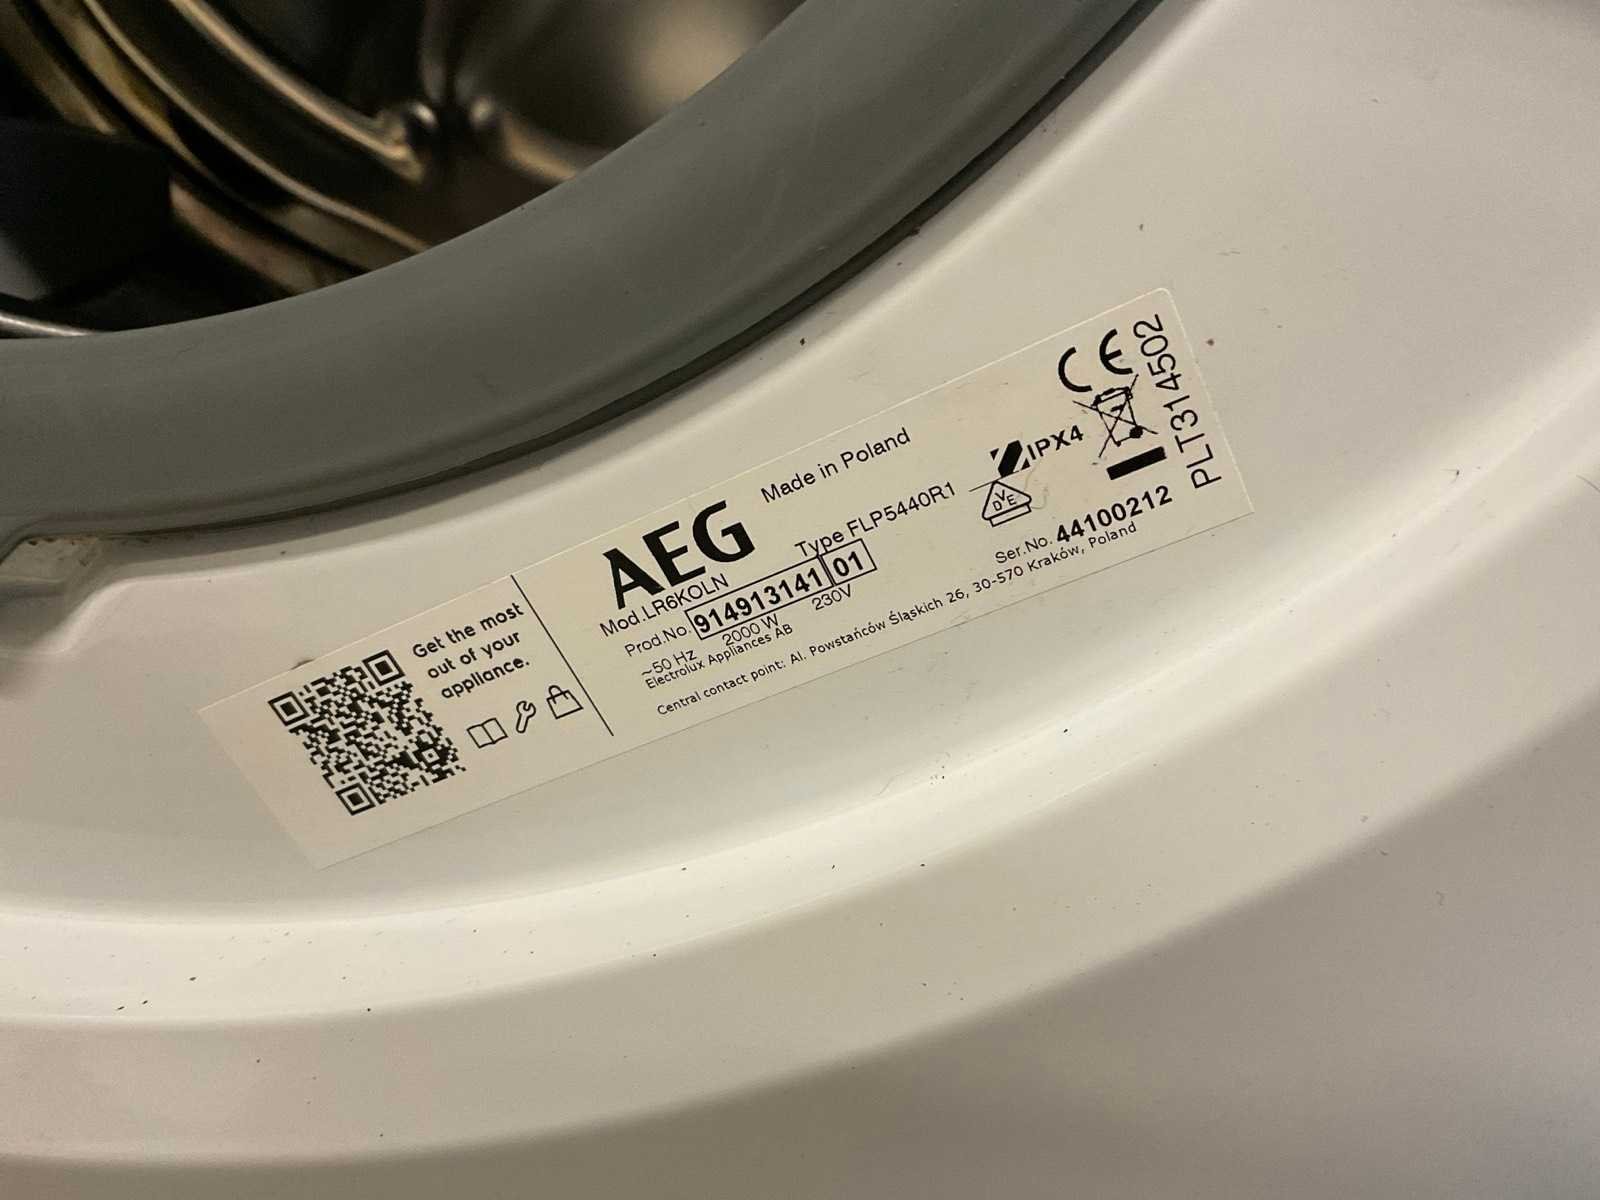 Get the most
out of your
appliance.
AEG
Made in Poland
Mod.LR6KOLN
Type FLP5440R1
Prod.No. 914913141 01
~50 Hz 2000 W 230V
Electrolux Appliances AB
Central contact point: Al. Powstańców Śląskich 26, 30-570 Kraków, Poland
Ser.No. 44100212
IPX4
DVE
CE
PLT314502